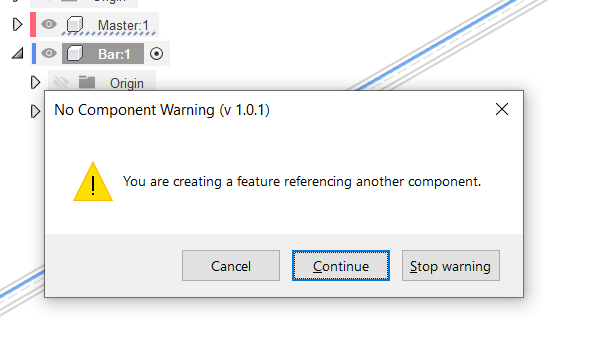 Origin
Master:1
Bar:1
Origin
No Component Warning (v 1.0.1)
You are creating a feature referencing another component.
Cancel
Continue
Stop warning